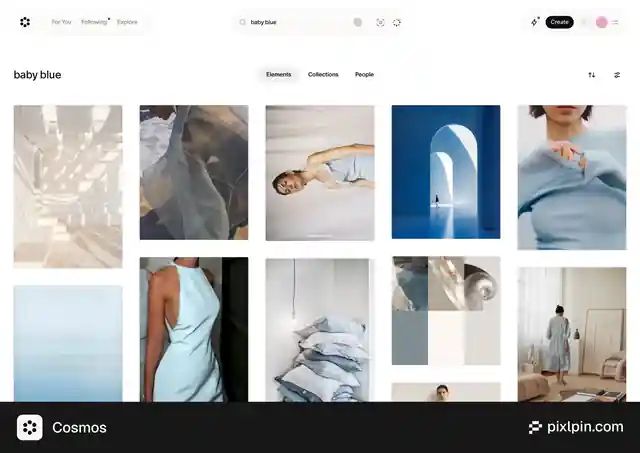 For You Following Explore
baby blue
Create
baby blue
Elements Collections People
Cosmos
pixlpin.com